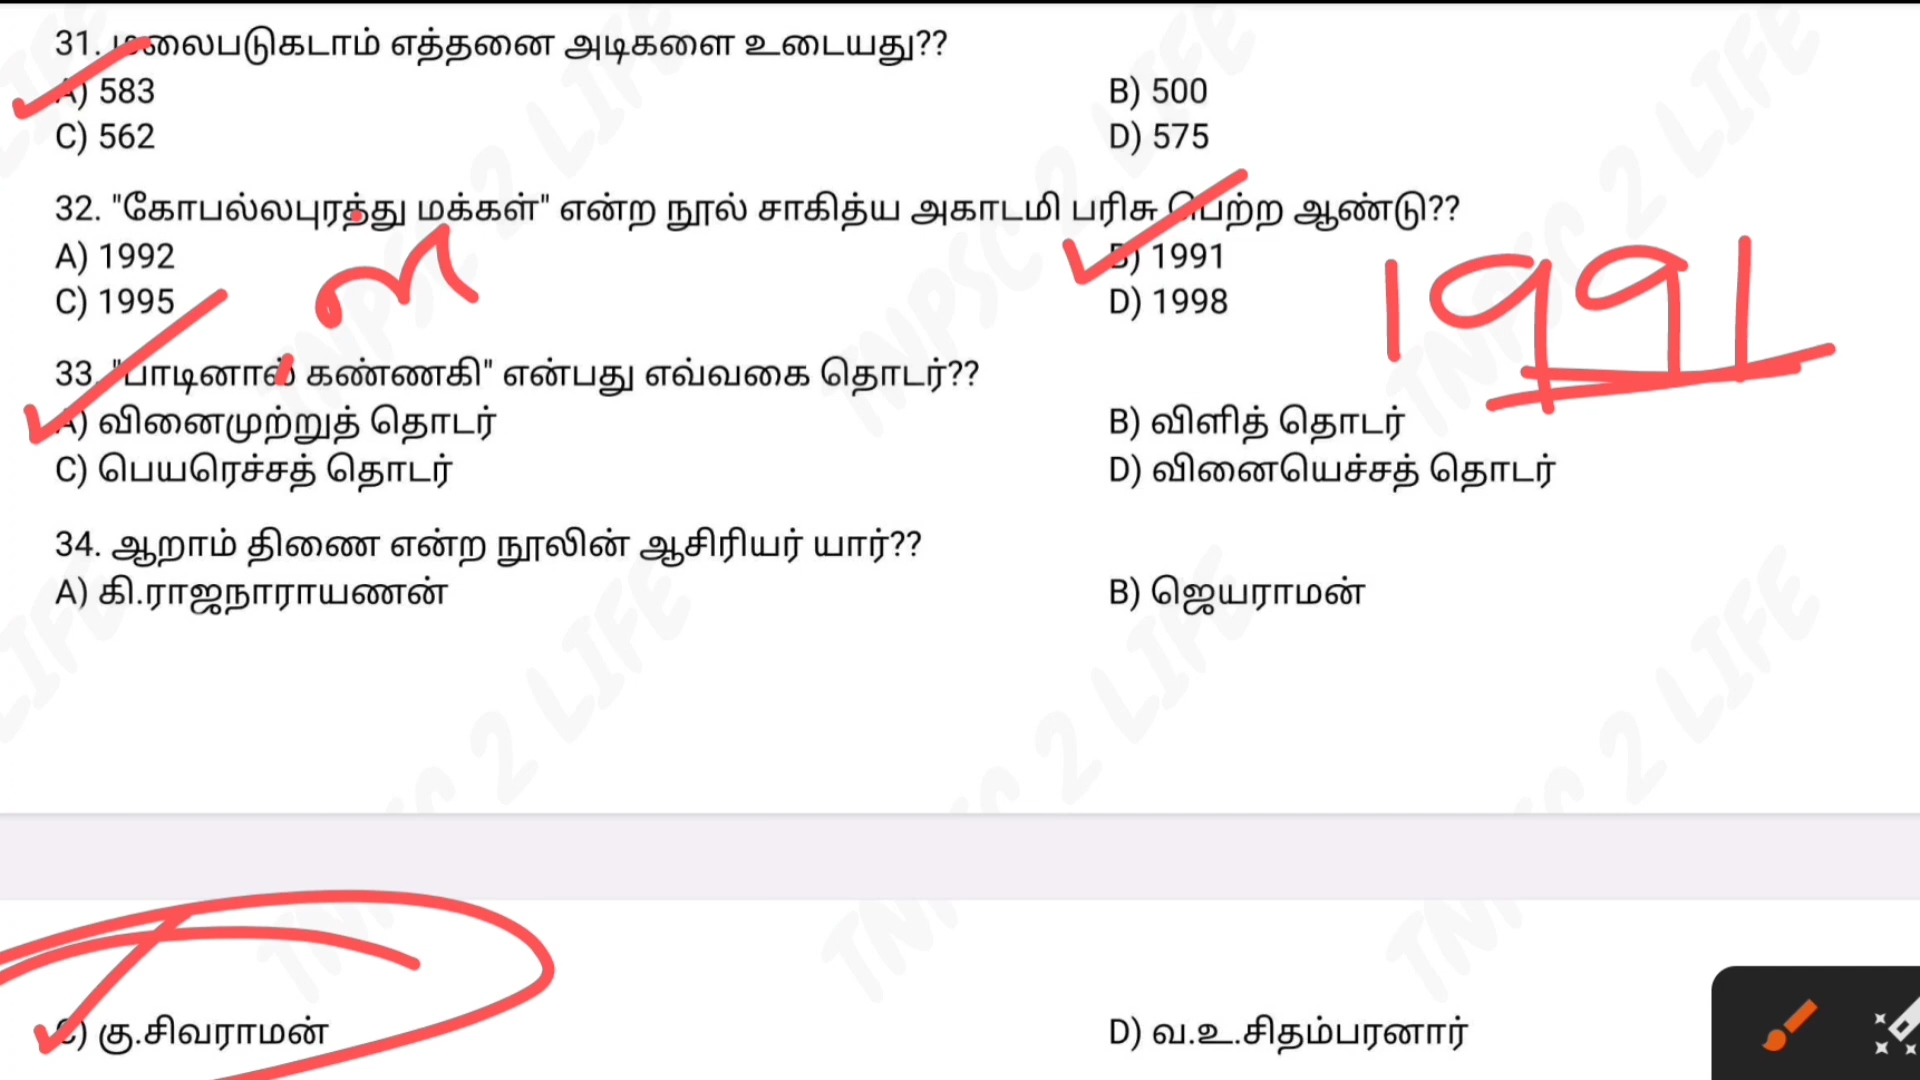 31. மலைபடுகடாம் எத்தனை அடிகளை உடையது??
A) 583
B) 500
C) 562
D) 575
32. "கோபல்லபுரத்து மக்கள்" என்ற நூல் சாகித்ய அகாடமி பரிசு பெற்ற ஆண்டு??
A) 1992
B) 1991
C) 1995
D) 1998
1991
33. "பாடினால் கண்ணகி" என்பது எவ்வகை தொடர்??
A) வினைமுற்றுத் தொடர்
B) விளித் தொடர்
C) பெயரெச்சத் தொடர்
D) வினையெச்சத் தொடர்
34. ஆறாம் திணை என்ற நூலின் ஆசிரியர் யார்??
A) கி.ராஜநாராயணன்
B) ஜெயராமன்
C) கு.சிவராமன்
D) வ.உ.சிதம்பரனார்
TNPSC 2 LIFE